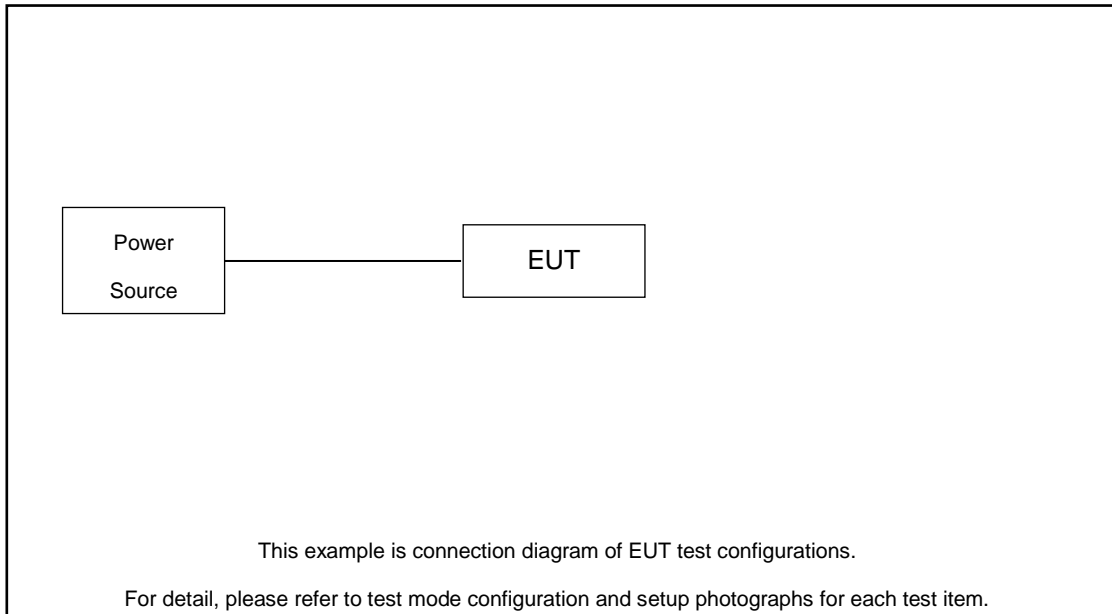 Power
Source
EUT
This example is connection diagram of EUT test configurations.
For detail, please refer to test mode configuration and setup photographs for each test item.